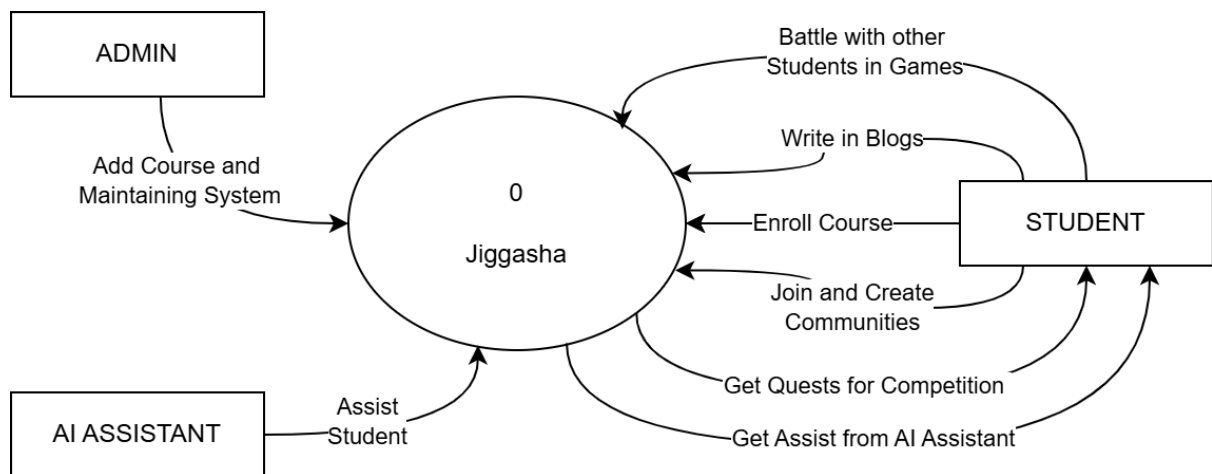 ADMIN
Add Course and
Maintaining System
0
Jiggasha
AI ASSISTANT
Assist
Student
Battle with other
Students in Games
Write in Blogs
Enroll Course
STUDENT
Join and Create
Communities
Get Quests for Competition
Get Assist from AI Assistant